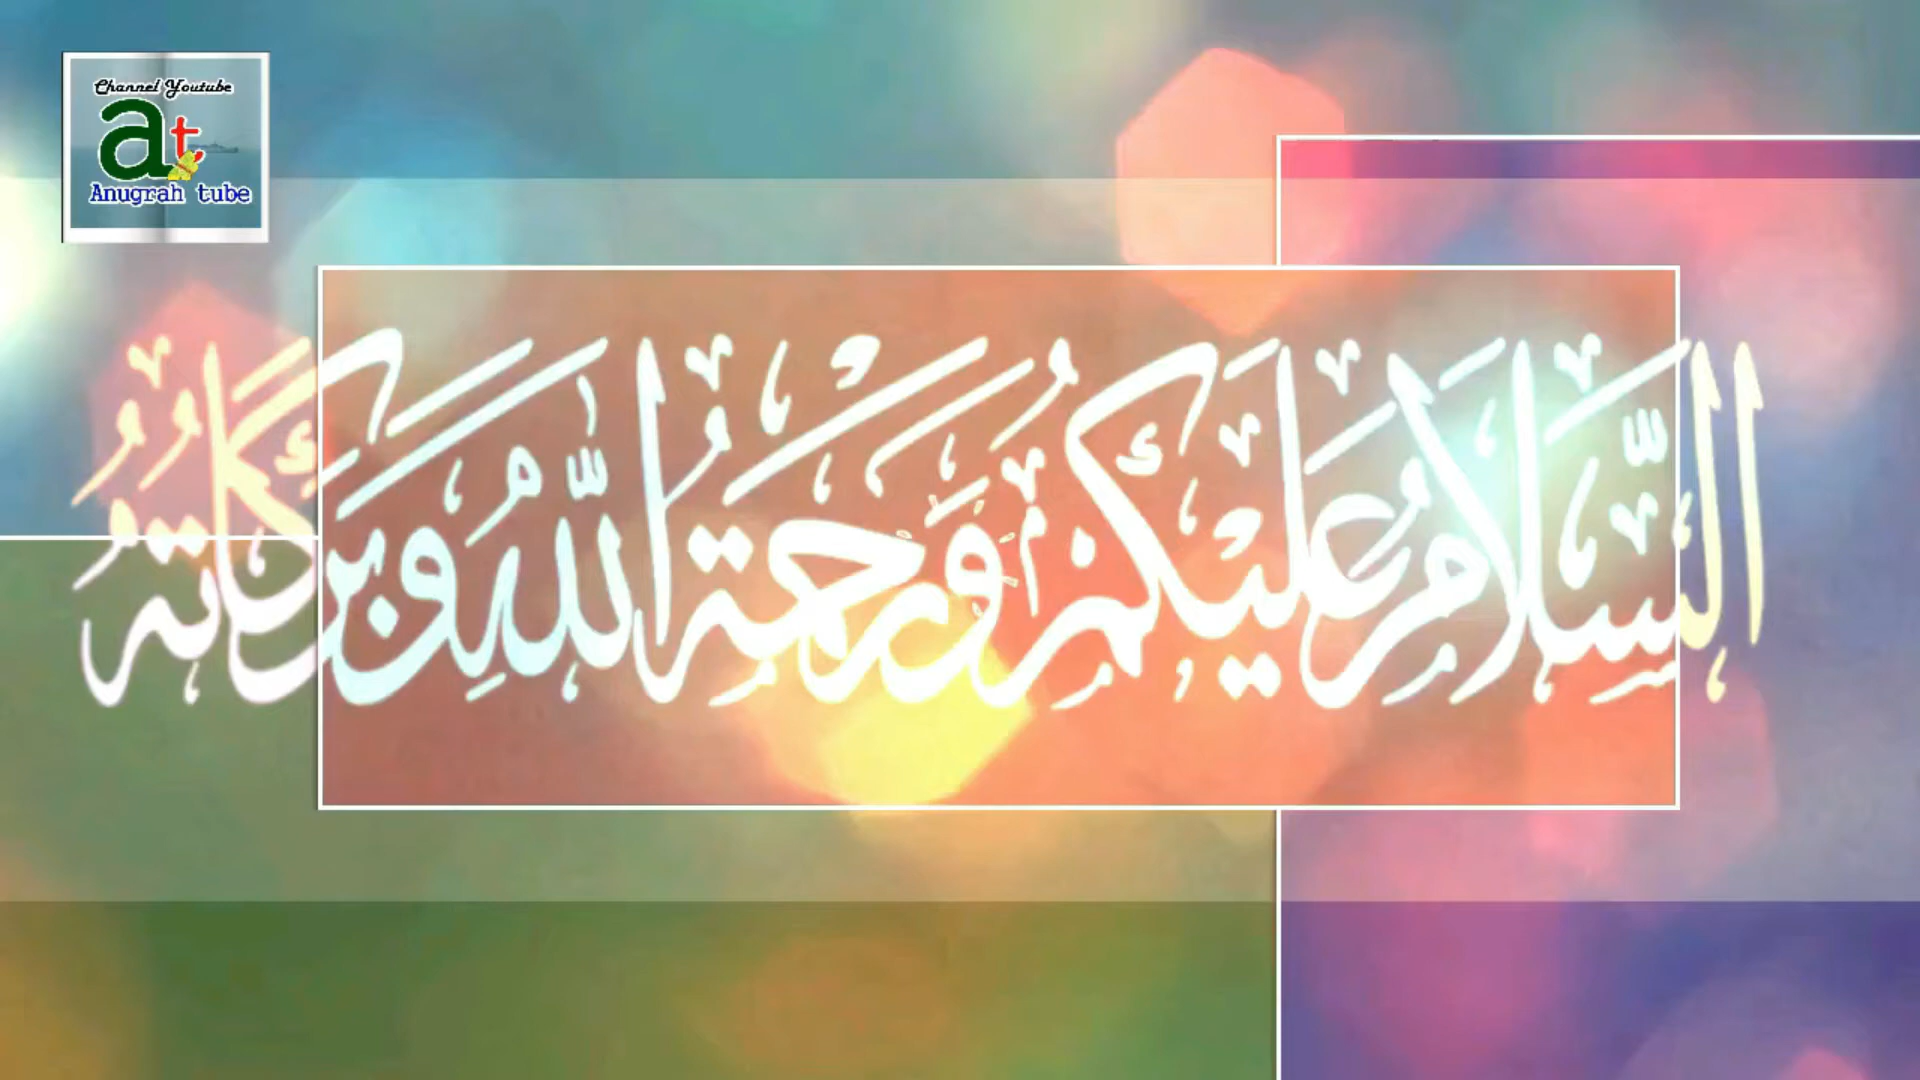 Channel Youtube
at
Anugrah tube
السَّلَامُ عَلَيْكُمْ وَرَحْمَةُ اللهِ وَبَرَكَاتُهُ